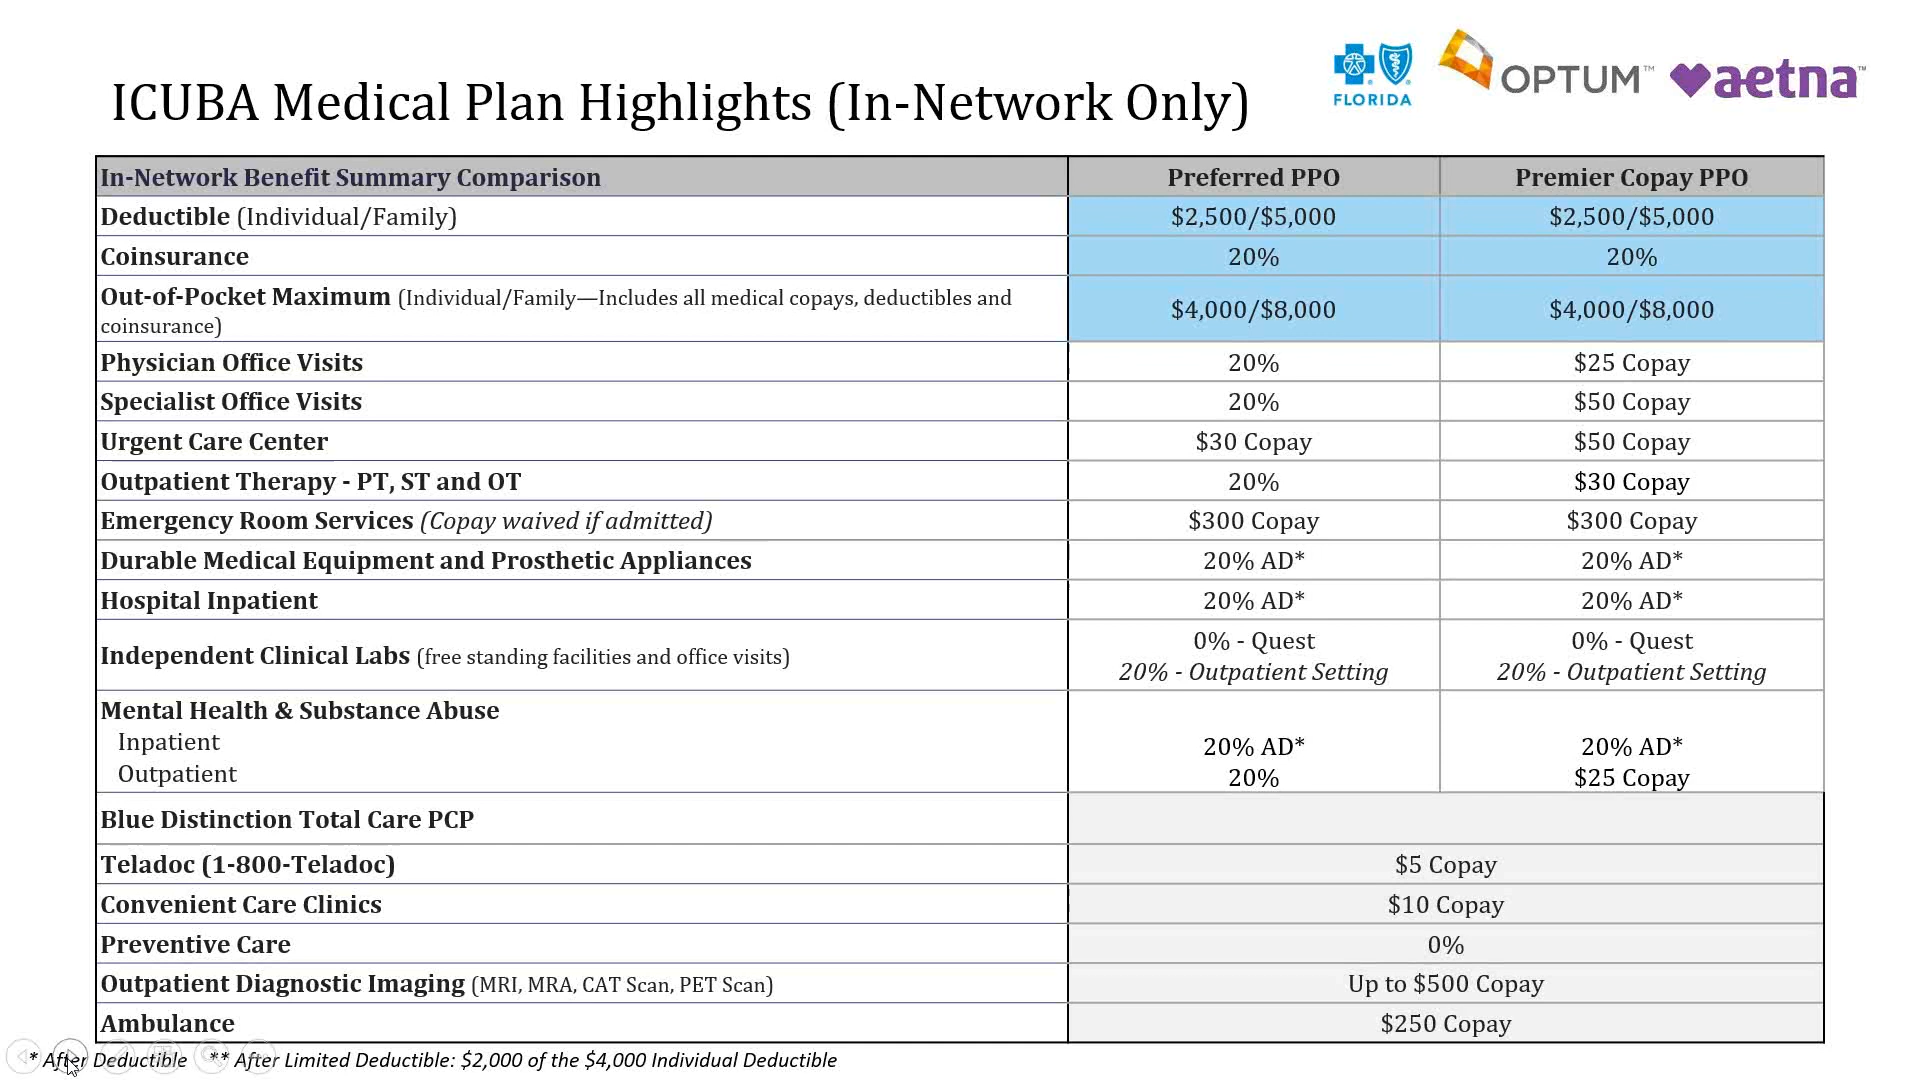 ICUBA Medical Plan Highlights (In-Network Only)
FLORIDA
OPTUM™
aetna™
In-Network Benefit Summary Comparison Preferred PPO Premier Copay PPO
Deductible (Individual/Family) $2,500/$5,000 $2,500/$5,000
Coinsurance 20% 20%
Out-of-Pocket Maximum (Individual/Family—Includes all medical copays, deductibles and
coinsurance) $4,000/$8,000 $4,000/$8,000
Physician Office Visits 20% $25 Copay
Specialist Office Visits 20% $50 Copay
Urgent Care Center $30 Copay $50 Copay
Outpatient Therapy - PT, ST and OT 20% $30 Copay
Emergency Room Services (Copay waived if admitted) $300 Copay $300 Copay
Durable Medical Equipment and Prosthetic Appliances 20% AD* 20% AD*
Hospital Inpatient 20% AD* 20% AD*
Independent Clinical Labs (free standing facilities and office visits) 0% - Quest 0% - Quest
20% - Outpatient Setting 20% - Outpatient Setting
Mental Health & Substance Abuse
Inpatient 20% AD* 20% AD*
Outpatient 20% $25 Copay
Blue Distinction Total Care PCP
Teladoc (1-800-Teladoc) $5 Copay
Convenient Care Clinics $10 Copay
Preventive Care 0%
Outpatient Diagnostic Imaging (MRI, MRA, CAT Scan, PET Scan) Up to $500 Copay
Ambulance $250 Copay
* After Deductible ** After Limited Deductible: $2,000 of the $4,000 Individual Deductible